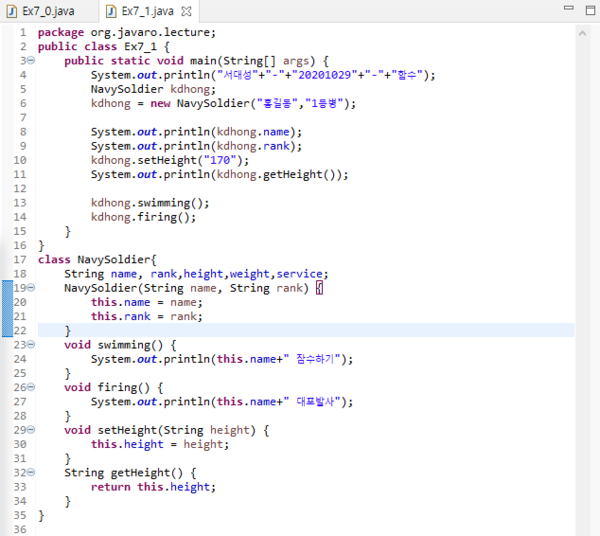 Ex7_0.java Ex7_1.java
1 package org.javaro.lecture;
2 public class Ex7_1 {
3 public static void main(String[] args) {
4 System.out.println("서대성"+"-"+"20201029"+"-"+"함수");
5 NavySoldier kdhong;
6 kdhong = new NavySoldier("홍길동","1등병");
7
8 System.out.println(kdhong.name);
9 System.out.println(kdhong.rank);
10 kdhong.setHeight("170");
11 System.out.println(kdhong.getHeight());
12
13 kdhong.swimming();
14 kdhong.firing();
15 }
16 }
17 class NavySoldier{
18 String name, rank,height,weight,service;
19 NavySoldier(String name, String rank) {
20 this.name = name;
21 this.rank = rank;
22 }
23 void swimming() {
24 System.out.println(this.name+" 잠수하기");
25 }
26 void firing() {
27 System.out.println(this.name+" 대포발사");
28 }
29 void setHeight(String height) {
30 this.height = height;
31 }
32 String getHeight() {
33 return this.height;
34 }
35 }
36